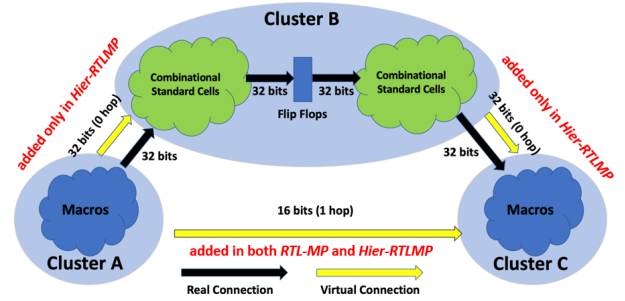 Cluster B
Combinational
Standard Cells
32 bits
32 bits
Flip Flops
Combinational
Standard Cells
added only in Hier-RTLMP
32 bits (0 hop)
32 bits
32 bits (0 hop)
added only in Hier-RTLMP
32 bits
Macros
Cluster A
16 bits (1 hop)
added in both RTL-MP and Hier-RTLMP
Macros
Cluster C
Real Connection
Virtual Connection